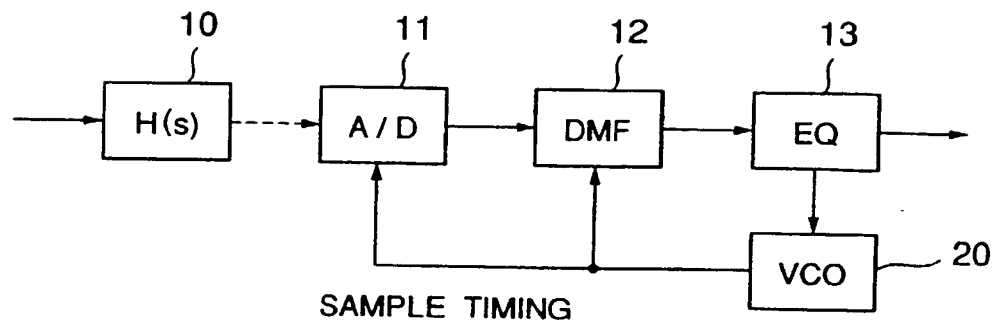 10
11
12
13
H(s)
A/D
DMF
EQ
VCO
20
SAMPLE TIMING